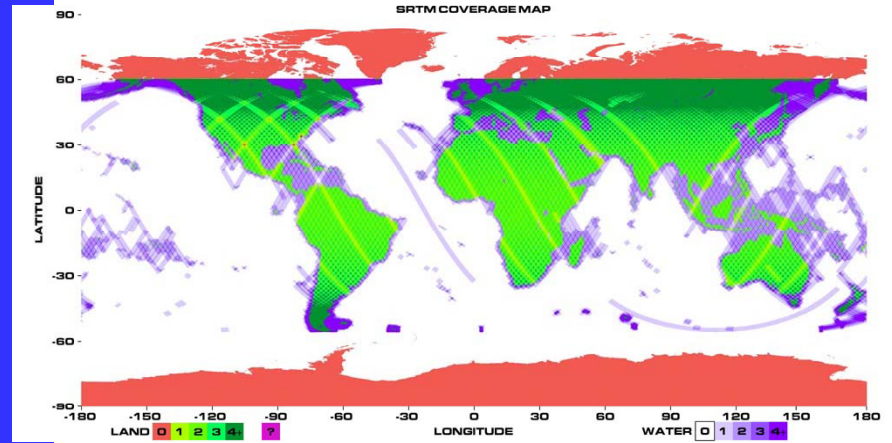 SRTM COVERAGE MAP
90
60
30
0
-30
-60
-90
LATITUDE
-180 -150 -120 -90 -60 -30 0 30 60 90 120 150 180
LAND 0 1 2 3 4+ ? LONGITUDE WATER 0 1 2 3 4+